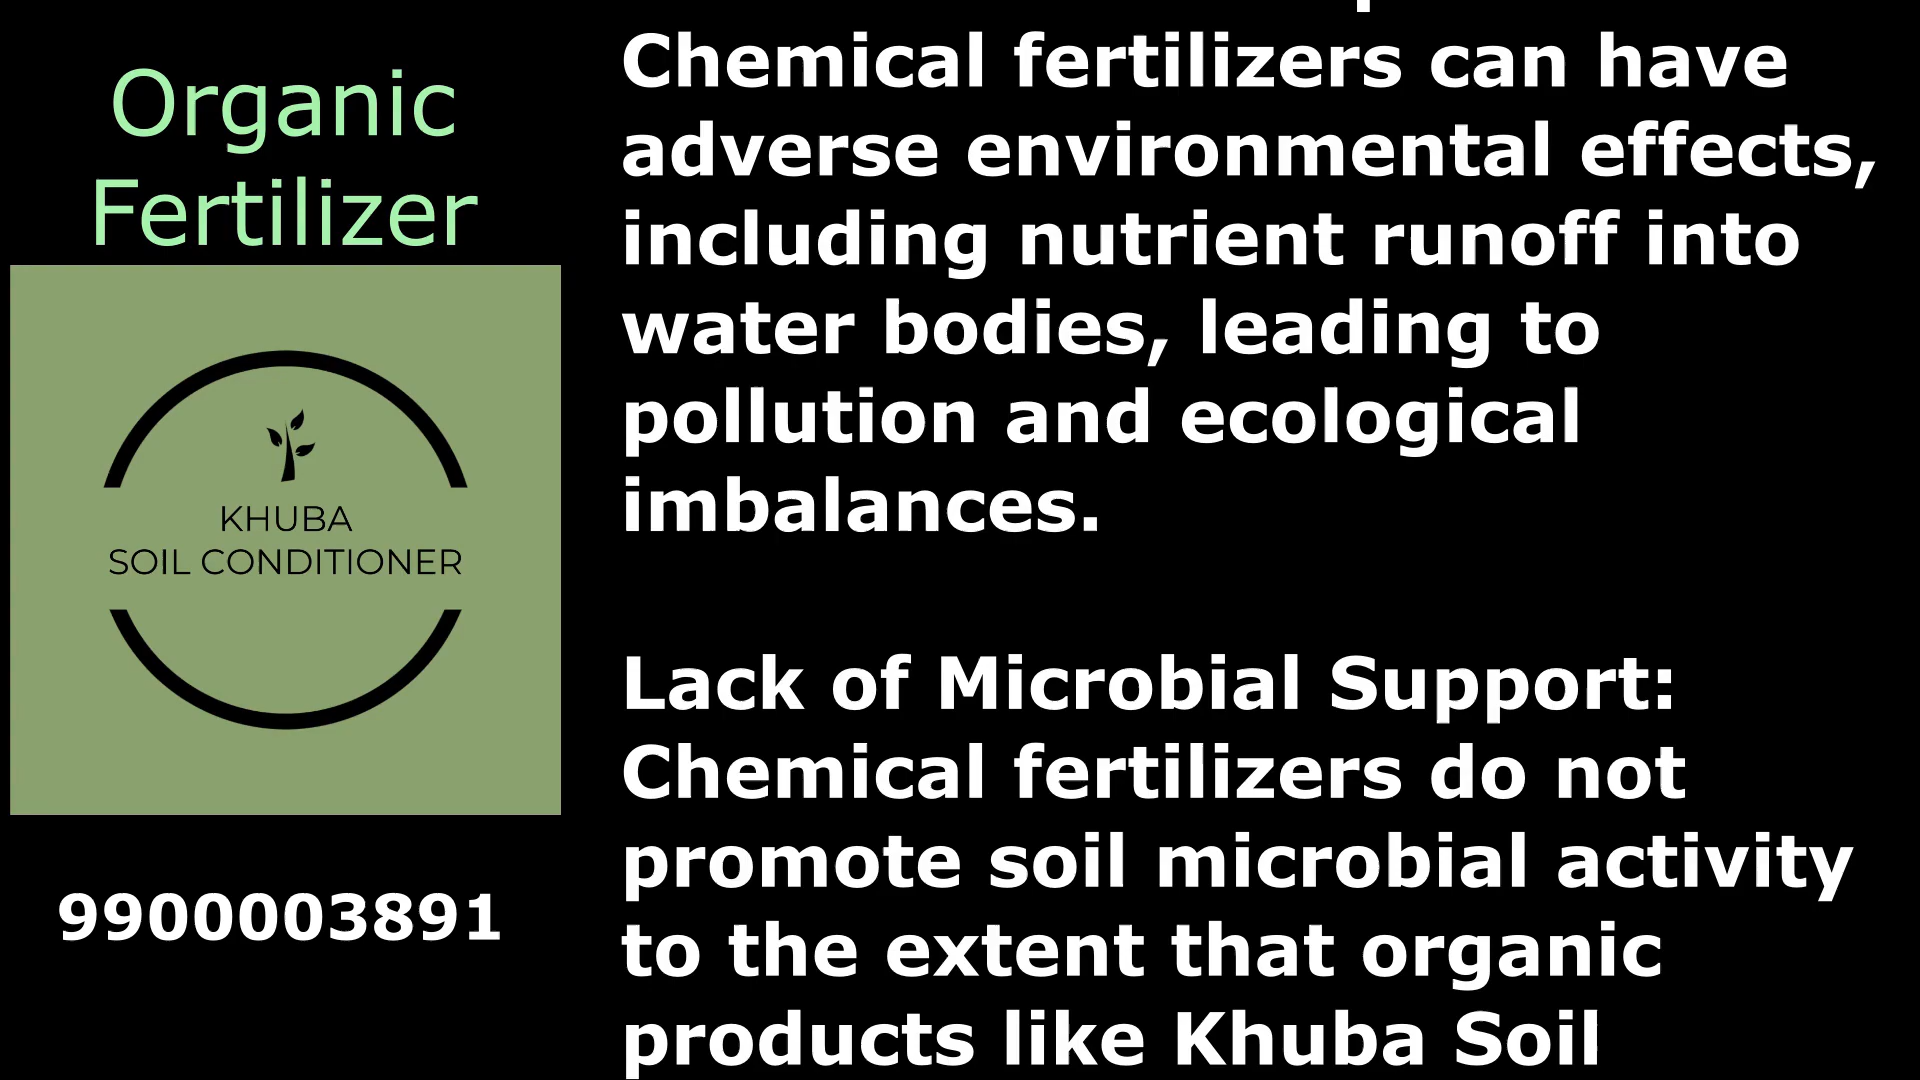 Organic
Fertilizer
KHUBA
SOIL CONDITIONER
9900003891
Chemical fertilizers can have
adverse environmental effects,
including nutrient runoff into
water bodies, leading to
pollution and ecological
imbalances.
Lack of Microbial Support:
Chemical fertilizers do not
promote soil microbial activity
to the extent that organic
products like Khuba Soil